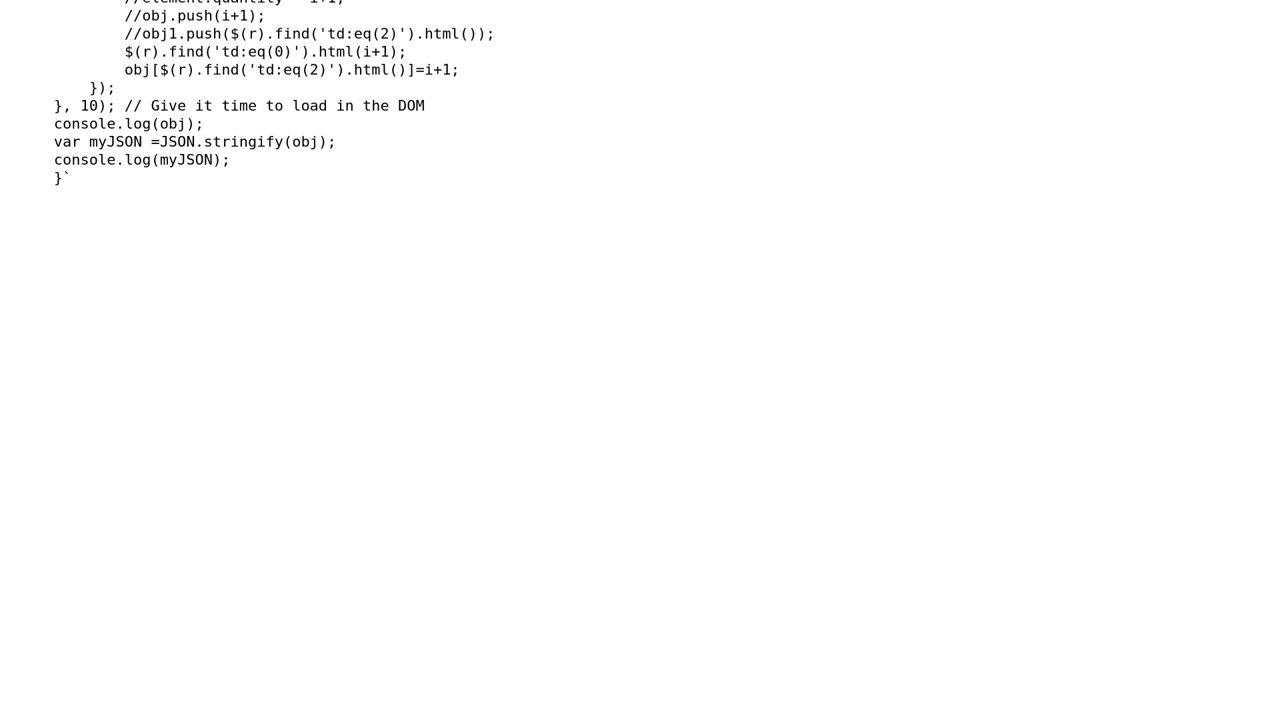 //obj.push(i+1);
//obj1.push($(r).find('td:eq(2)').html());
$(r).find('td:eq(0)').html(i+1);
obj[$(r).find('td:eq(2)').html()]=i+1;
});
}, 10); // Give it time to load in the DOM
console.log(obj);
var myJSON =JSON.stringify(obj);
console.log(myJSON);
}`